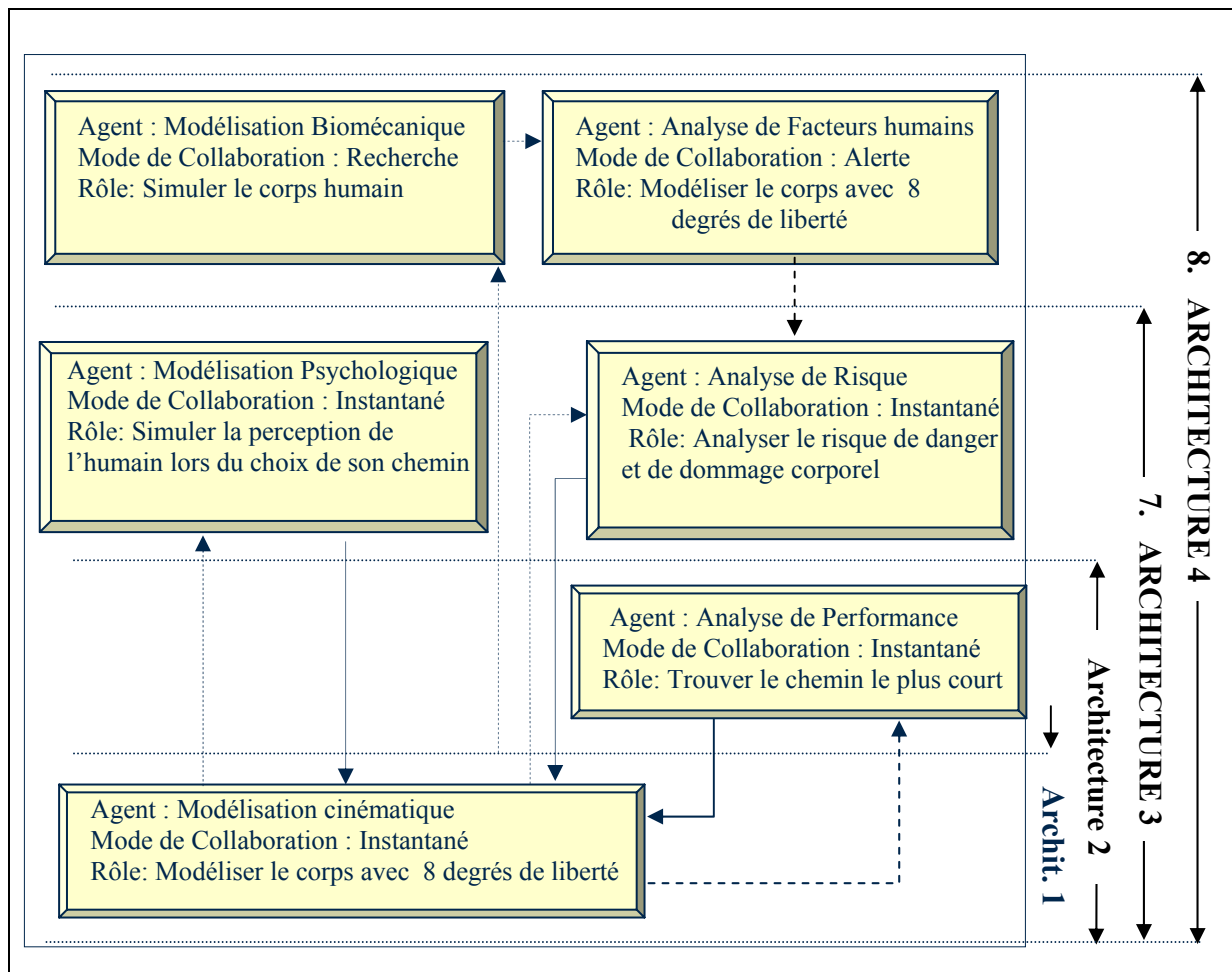 Agent : Modélisation Biomécanique
Mode de Collaboration : Recherche
Rôle: Simuler le corps humain
Agent : Analyse de Facteurs humains
Mode de Collaboration : Alerte
Rôle: Modéliser le corps avec 8
degrés de liberté
Agent : Modélisation Psychologique
Mode de Collaboration : Instantané
Rôle: Simuler la perception de
l’humain lors du choix de son chemin
Agent : Analyse de Risque
Mode de Collaboration : Instantané
Rôle: Analyser le risque de danger
et de dommage corporel
Agent : Analyse de Performance
Mode de Collaboration : Instantané
Rôle: Trouver le chemin le plus court
Agent : Modélisation cinématique
Mode de Collaboration : Instantané
Rôle: Modéliser le corps avec 8 degrés de liberté
Archit. 1
Architecture 2
7. ARCHITECTURE 3
8. ARCHITECTURE 4